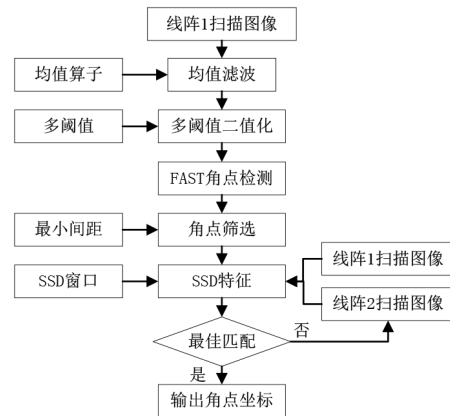 线阵1扫描图像
均值算子
均值滤波
多阈值
多阈值二值化
FAST角点检测
最小间距
角点筛选
线阵1扫描图像
SSD窗口
SSD特征
线阵2扫描图像
最佳匹配
否
是
输出角点坐标